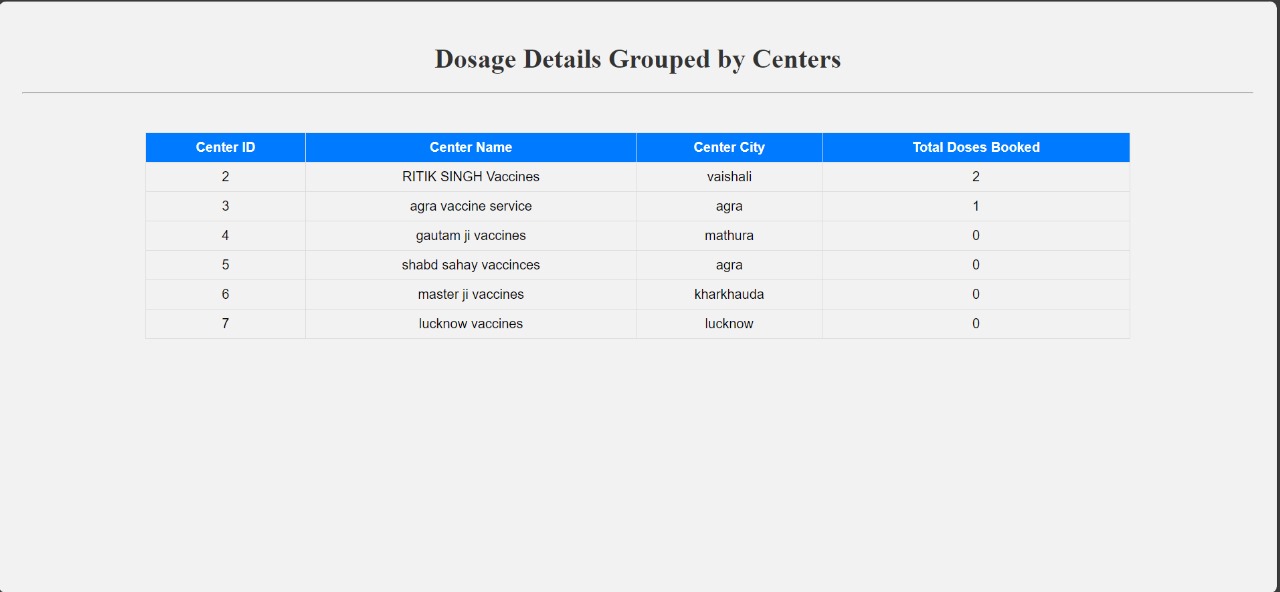 Dosage Details Grouped by Centers
Center ID Center Name Center City Total Doses Booked
2 RITIK SINGH Vaccines vaishali 2
3 agra vaccine service agra 1
4 gautam ji vaccines mathura 0
5 shabd sahay vaccinces agra 0
6 master ji vaccines kharkhauda 0
7 lucknow vaccines lucknow 0